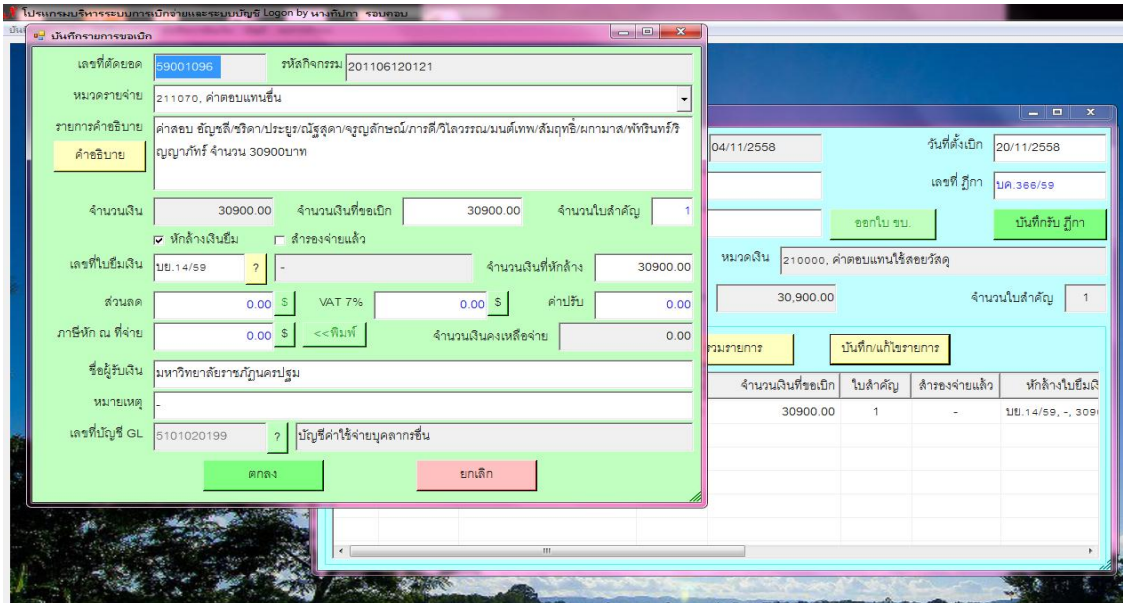 โปรแกรมบริหารระบบการเบิกจ่ายและระบบบัญชี Logon by นางทีปภา รอบคอบ
บันทึกรายการขอเบิก
เลขที่ตัดยอด 59001096 รหัสกิจกรรม 201106120121
หมวดรายจ่าย 211070, ค่าตอบแทนอื่น
รายการคำอธิบาย ค่าสอบ ธัญชลี/ชริดา/ประยูร/ณัฐสุดา/จรูญลักษณ์/ภารดี/วิไลวรรณ/มนต์เทพ/สัมฤทธิ์/ผกามาส/พัทรินทร์/ริ
คำอธิบาย ญญาภัทร์ จำนวน 30900บาท
จำนวนเงิน 30900.00 จำนวนเงินที่ขอเบิก 30900.00 จำนวนใบสำคัญ 1
หักล้างเงินยืม สำรองจ่ายแล้ว
เลขที่ใบยืมเงิน บย.14/59 ? - จำนวนเงินที่หักล้าง 30900.00
ส่วนลด 0.00 $ VAT 7% 0.00 $ ค่าปรับ 0.00
ภาษีหัก ณ ที่จ่าย 0.00 $ <<พิมพ์ จำนวนเงินคงเหลือจ่าย 0.00
ชื่อผู้รับเงิน มหาวิทยาลัยราชภัฏนครปฐม
หมายเหตุ -
เลขที่บัญชี GL 5101020199 ? บัญชีค่าใช้จ่ายบุคลากรอื่น
ตกลง ยกเลิก
04/11/2558 วันที่ตั้งเบิก 20/11/2558
เลขที่ ฎีกา บค.366/59
ออกใบ ขบ. บันทึกรับ ฎีกา
หมวดเงิน 210000, ค่าตอบแทนใช้สอยวัสดุ
30,900.00 จำนวนใบสำคัญ 1
รวมรายการ บันทึก/แก้ไขรายการ
จำนวนเงินที่ขอเบิก ใบสำคัญ สำรองจ่ายแล้ว หักล้างใบยืมเงิ
30900.00 1 - บย.14/59, -, 309